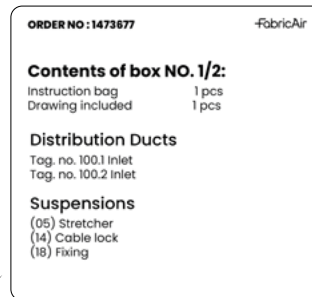 ORDER NO : 1473677
FabricAir
Contents of box NO. 1/2:
Instruction bag 1 pcs
Drawing included 1 pcs
Distribution Ducts
Tag. no. 100.1 Inlet
Tag. no. 100.2 Inlet
Suspensions
(05) Stretcher
(14) Cable lock
(18) Fixing